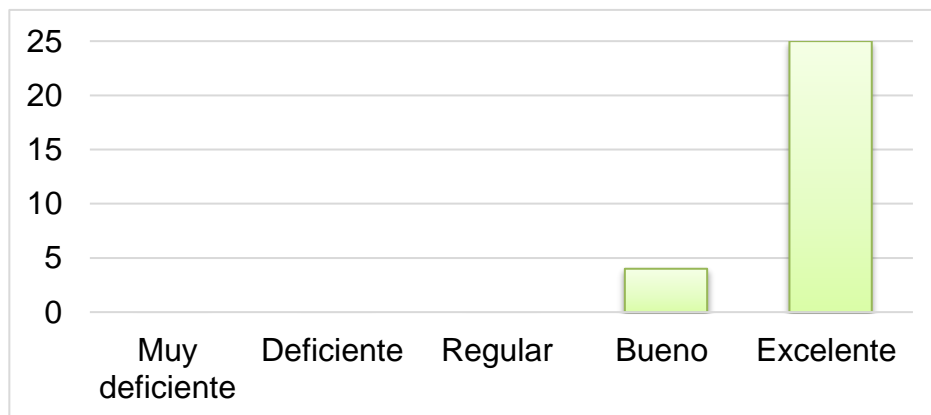 25
20
15
10
5
0
Muy deficiente
Deficiente
Regular
Bueno
Excelente